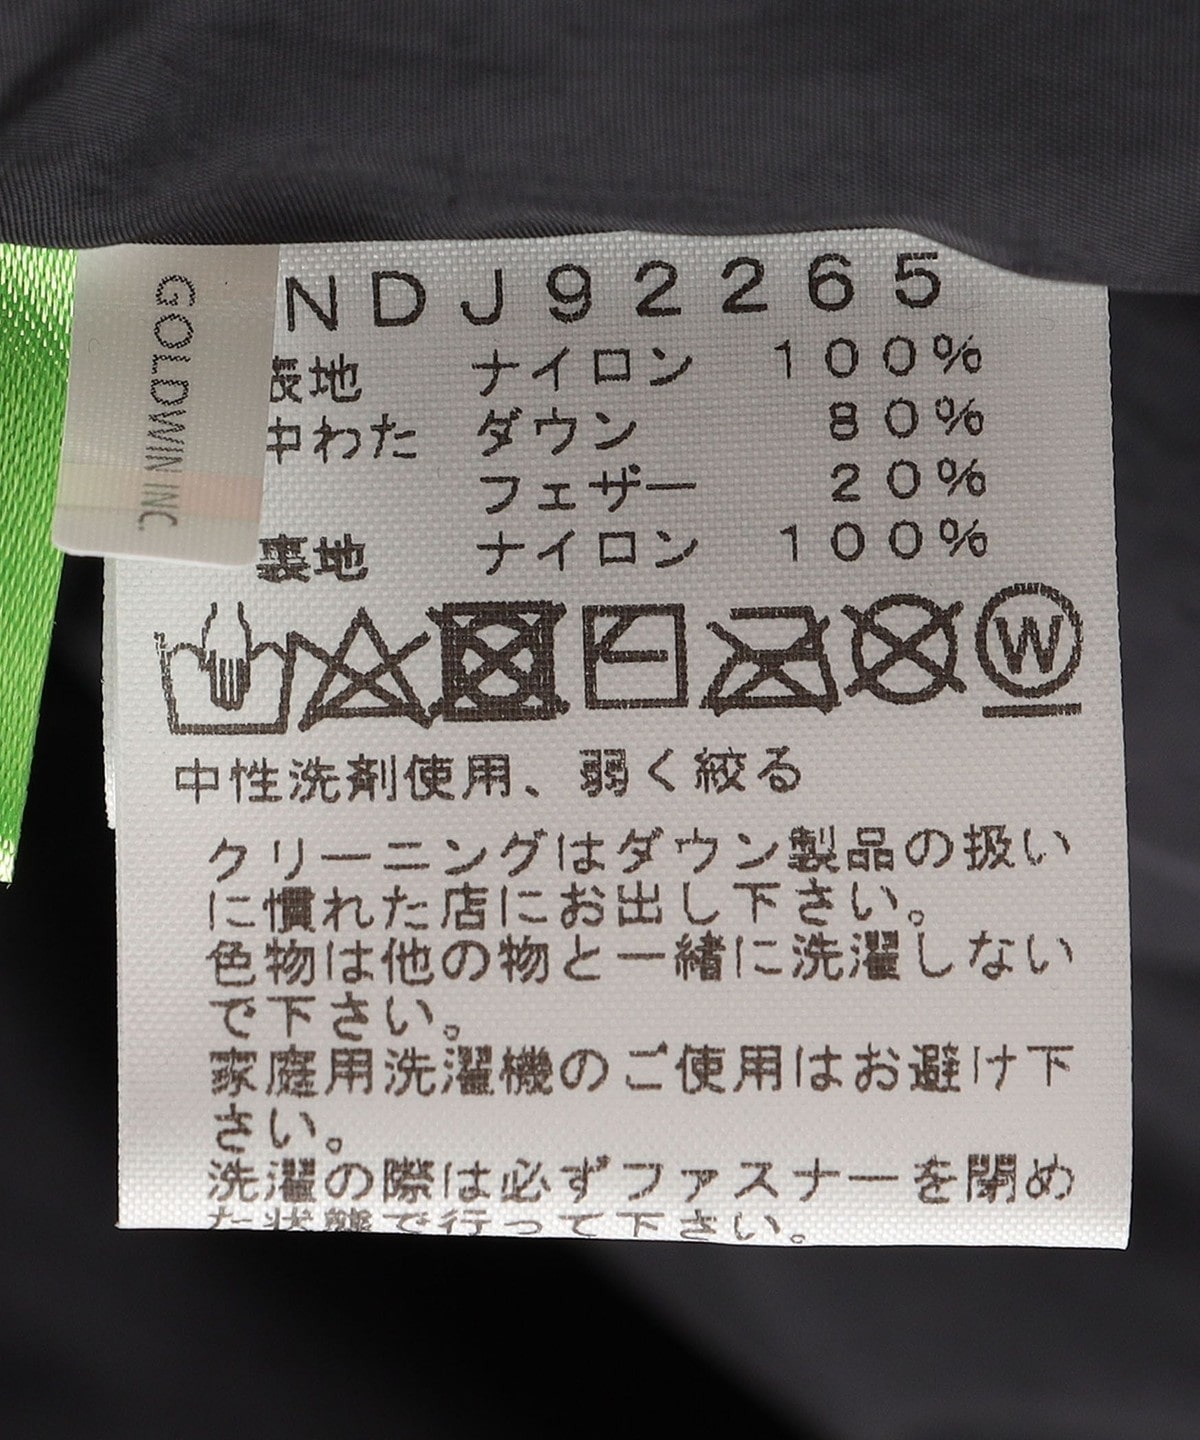 GOLDWIN INC.
NDJ92265
表地 ナイロン 100%
中わた ダウン 80%
フェザー 20%
裏地 ナイロン 100%
W
中性洗剤使用、弱く絞る
クリーニングはダウン製品の扱い
に慣れた店にお出し下さい。
色物は他の物と一緒に洗濯しない
で下さい。
家庭用洗濯機のご使用はお避け下
さい。
洗濯の際は必ずファスナーを閉め
た状態で行って下さい。